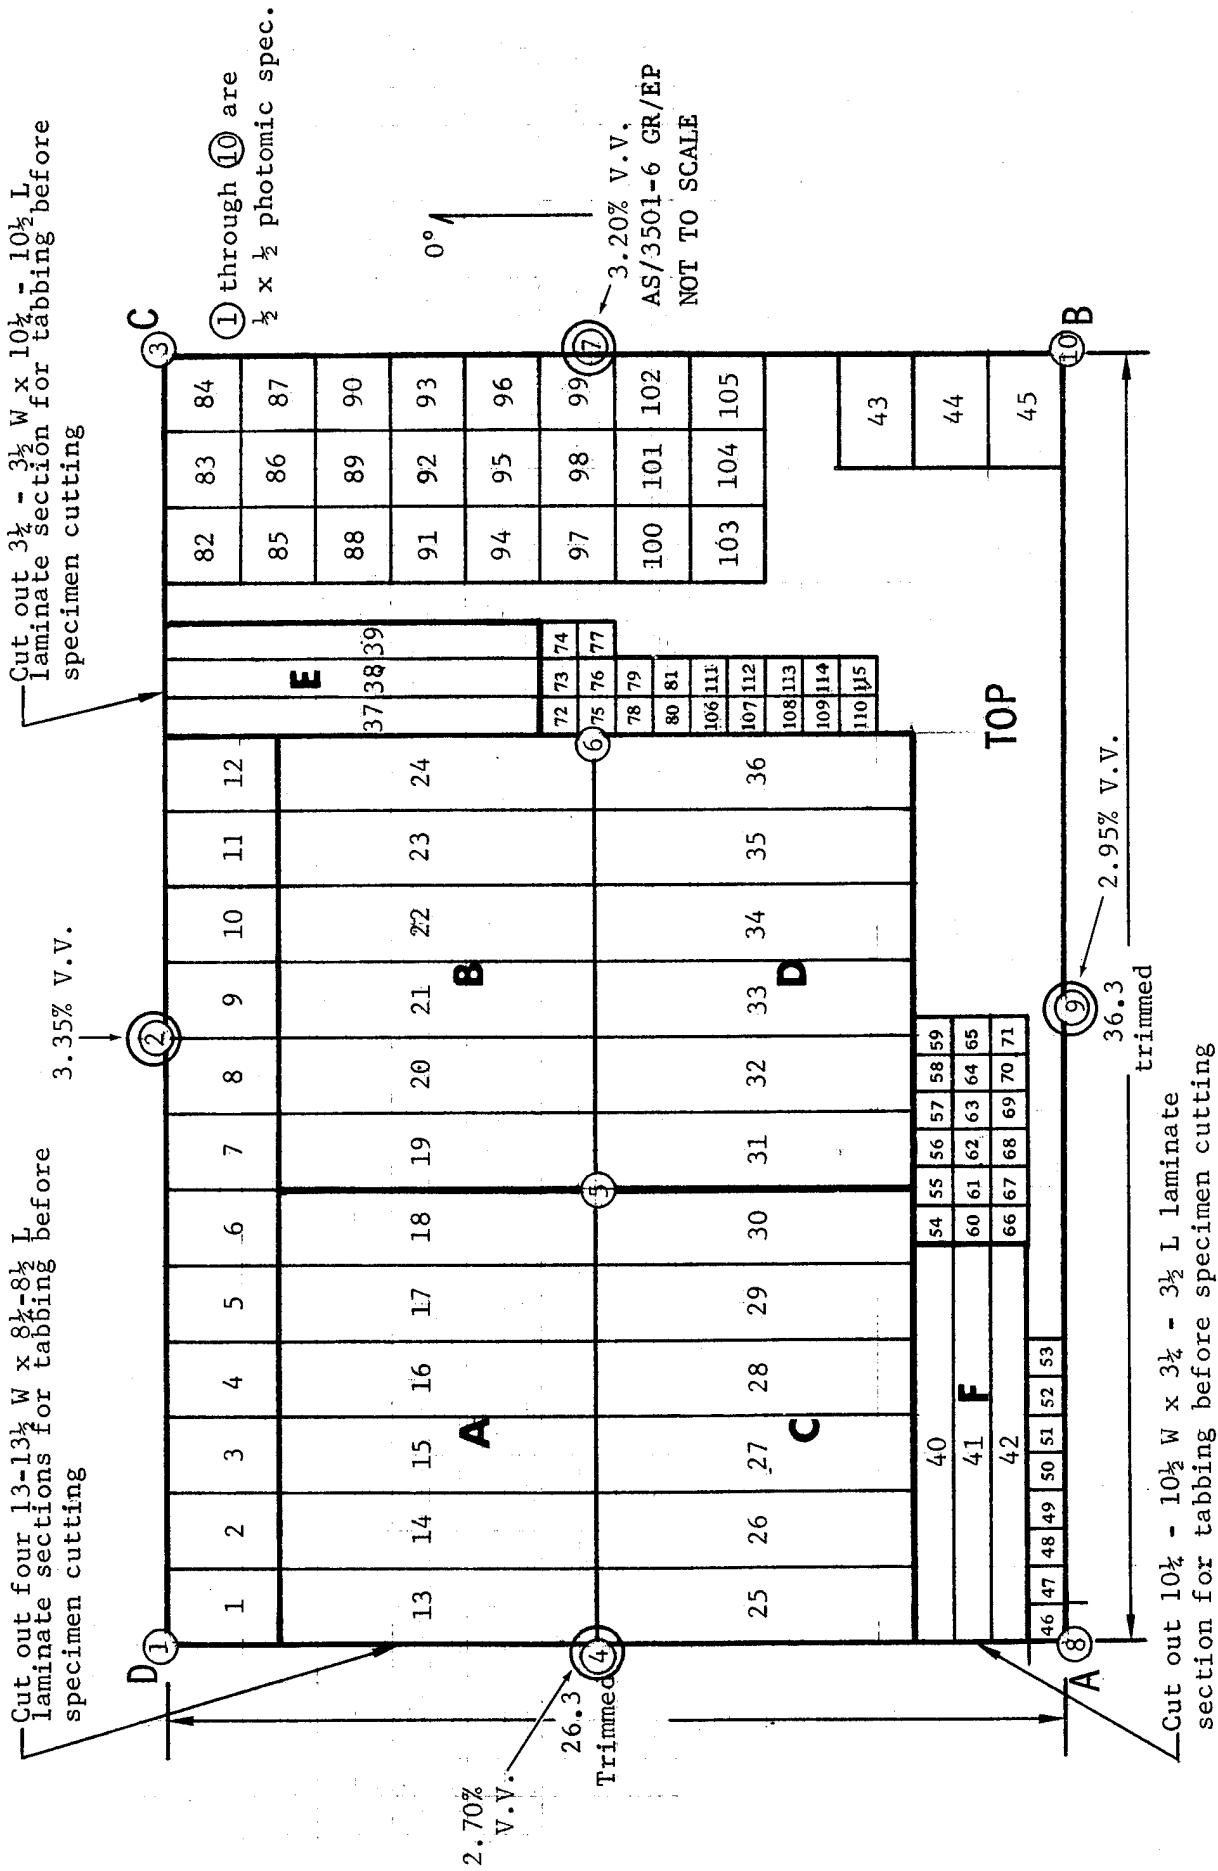 Cut out four 13-13½ W x 8¼-8½ L
laminate sections for tabbing before
specimen cutting
3.35% V.V.
Cut out 3¼ - 3½ W x 10¼ - 10½ L
laminate section for tabbing before
specimen cutting
① through ⑩ are
½ x ½ photomic spec.
D
1
2
3
C
1 2 3 4 5 6 7 8 9 10 11 12
82 83 84
85 86 87
88 89 90
91 92 93
94 95 96
97 98 99
100 101 102
103 104 105
0°
13 14 15 16 17 18 19 20 21 22 23 24
A
B
37 38 39
E
72 73 74
75 76 77
78 79
80 81
106 111
107 112
108 113
109 114
110 115
2.70%
V.V.
26.3
Trimmed
4
5
6
7
3.20% V.V.
AS/3501-6 GR/EP
NOT TO SCALE
25 26 27 28 29 30 31 32 33 34 35 36
C
D
40
41
42
F
54 55 56 57 58 59
60 61 62 63 64 65
66 67 68 69 70 71
46 47 48 49 50 51 52 53
TOP
43
44
45
A
8
9
10
B
2.95% V.V.
36.3
trimmed
Cut out 10¼ - 10½ W x 3¼ - 3½ L laminate
section for tabbing before specimen cutting